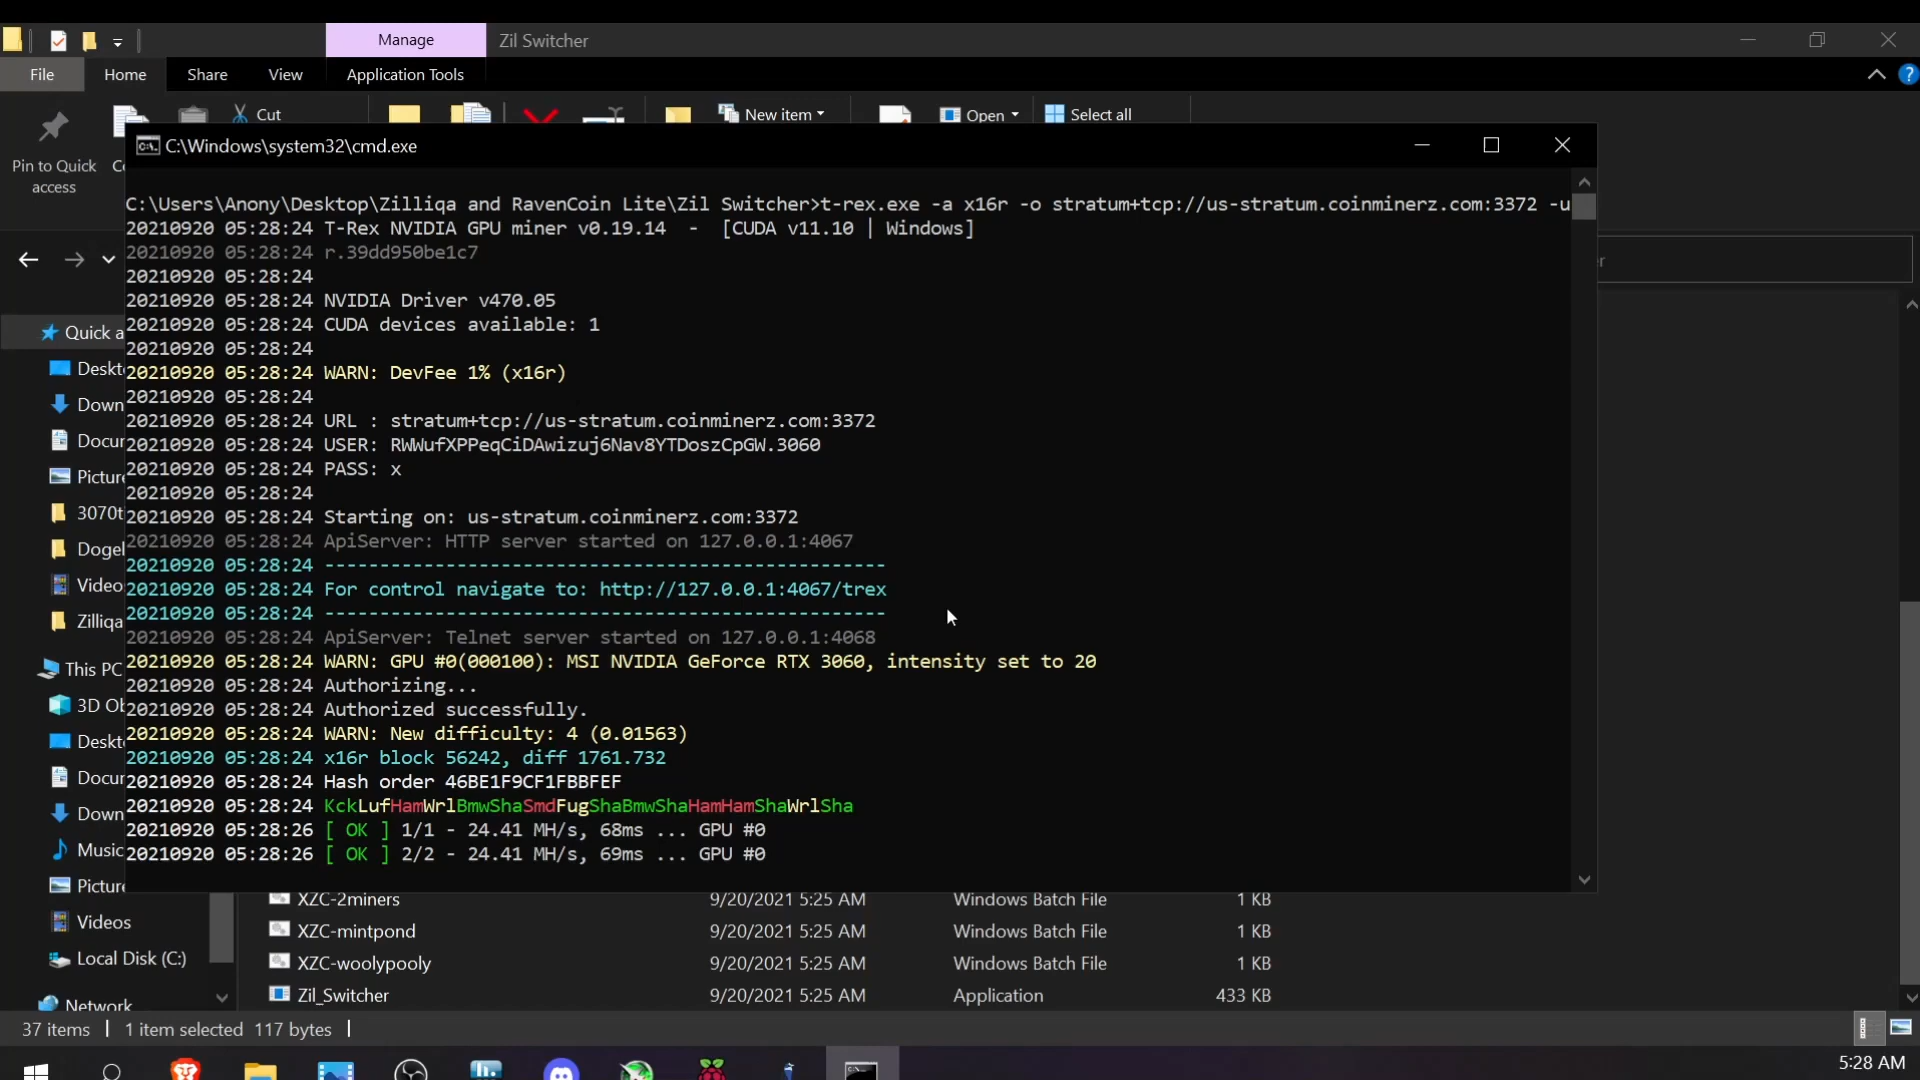 Manage
Zil Switcher
File
Home
Share
View
Application Tools
Cut
New item
Open
Select all
Pin to Quick
access
C:\Windows\system32\cmd.exe
C:\Users\Anony\Desktop\Zilliqa and RavenCoin Lite\Zil Switcher>t-rex.exe -a x16r -o stratum+tcp://us-stratum.coinminerz.com:3372 -u
20210920 05:28:24 T-Rex NVIDIA GPU miner v0.19.14 - [CUDA v11.10 | Windows]
20210920 05:28:24 r.39dd950be1c7
20210920 05:28:24
20210920 05:28:24 NVIDIA Driver v470.05
20210920 05:28:24 CUDA devices available: 1
20210920 05:28:24
20210920 05:28:24 WARN: DevFee 1% (x16r)
20210920 05:28:24
20210920 05:28:24 URL : stratum+tcp://us-stratum.coinminerz.com:3372
20210920 05:28:24 USER: RWWufXPPeqCiDAwizuj6Nav8YTDoszCpGW.3060
20210920 05:28:24 PASS: x
20210920 05:28:24
20210920 05:28:24 Starting on: us-stratum.coinminerz.com:3372
20210920 05:28:24 ApiServer: HTTP server started on 127.0.0.1:4067
20210920 05:28:24 ---------------------------------------------------
20210920 05:28:24 For control navigate to: http://127.0.0.1:4067/trex
20210920 05:28:24 ---------------------------------------------------
20210920 05:28:24 ApiServer: Telnet server started on 127.0.0.1:4068
20210920 05:28:24 WARN: GPU #0(000100): MSI NVIDIA GeForce RTX 3060, intensity set to 20
20210920 05:28:24 Authorizing...
20210920 05:28:24 Authorized successfully.
20210920 05:28:24 WARN: New difficulty: 4 (0.01563)
20210920 05:28:24 x16r block 56242, diff 1761.732
20210920 05:28:24 Hash order 46BE1F9CF1FBBFEF
20210920 05:28:24 KckLufHamWrlBmwShaSmdFugShaBmwShaHamHamShaWrlSha
20210920 05:28:26 [ OK ] 1/1 - 24.41 MH/s, 68ms ... GPU #0
20210920 05:28:26 [ OK ] 2/2 - 24.41 MH/s, 69ms ... GPU #0
Quick a
Deskt
Down
Docur
Picture
3070t
Dogel
Video
Zilliqa
This PC
3D Ob
Deskt
Docur
Down
Music
Picture
Videos
Local Disk (C:)
Network
XZC-2miners 9/20/2021 5:25 AM Windows Batch File 1 KB
XZC-mintpond 9/20/2021 5:25 AM Windows Batch File 1 KB
XZC-woolypooly 9/20/2021 5:25 AM Windows Batch File 1 KB
Zil_Switcher 9/20/2021 5:25 AM Application 433 KB
37 items
1 item selected 117 bytes
5:28 AM